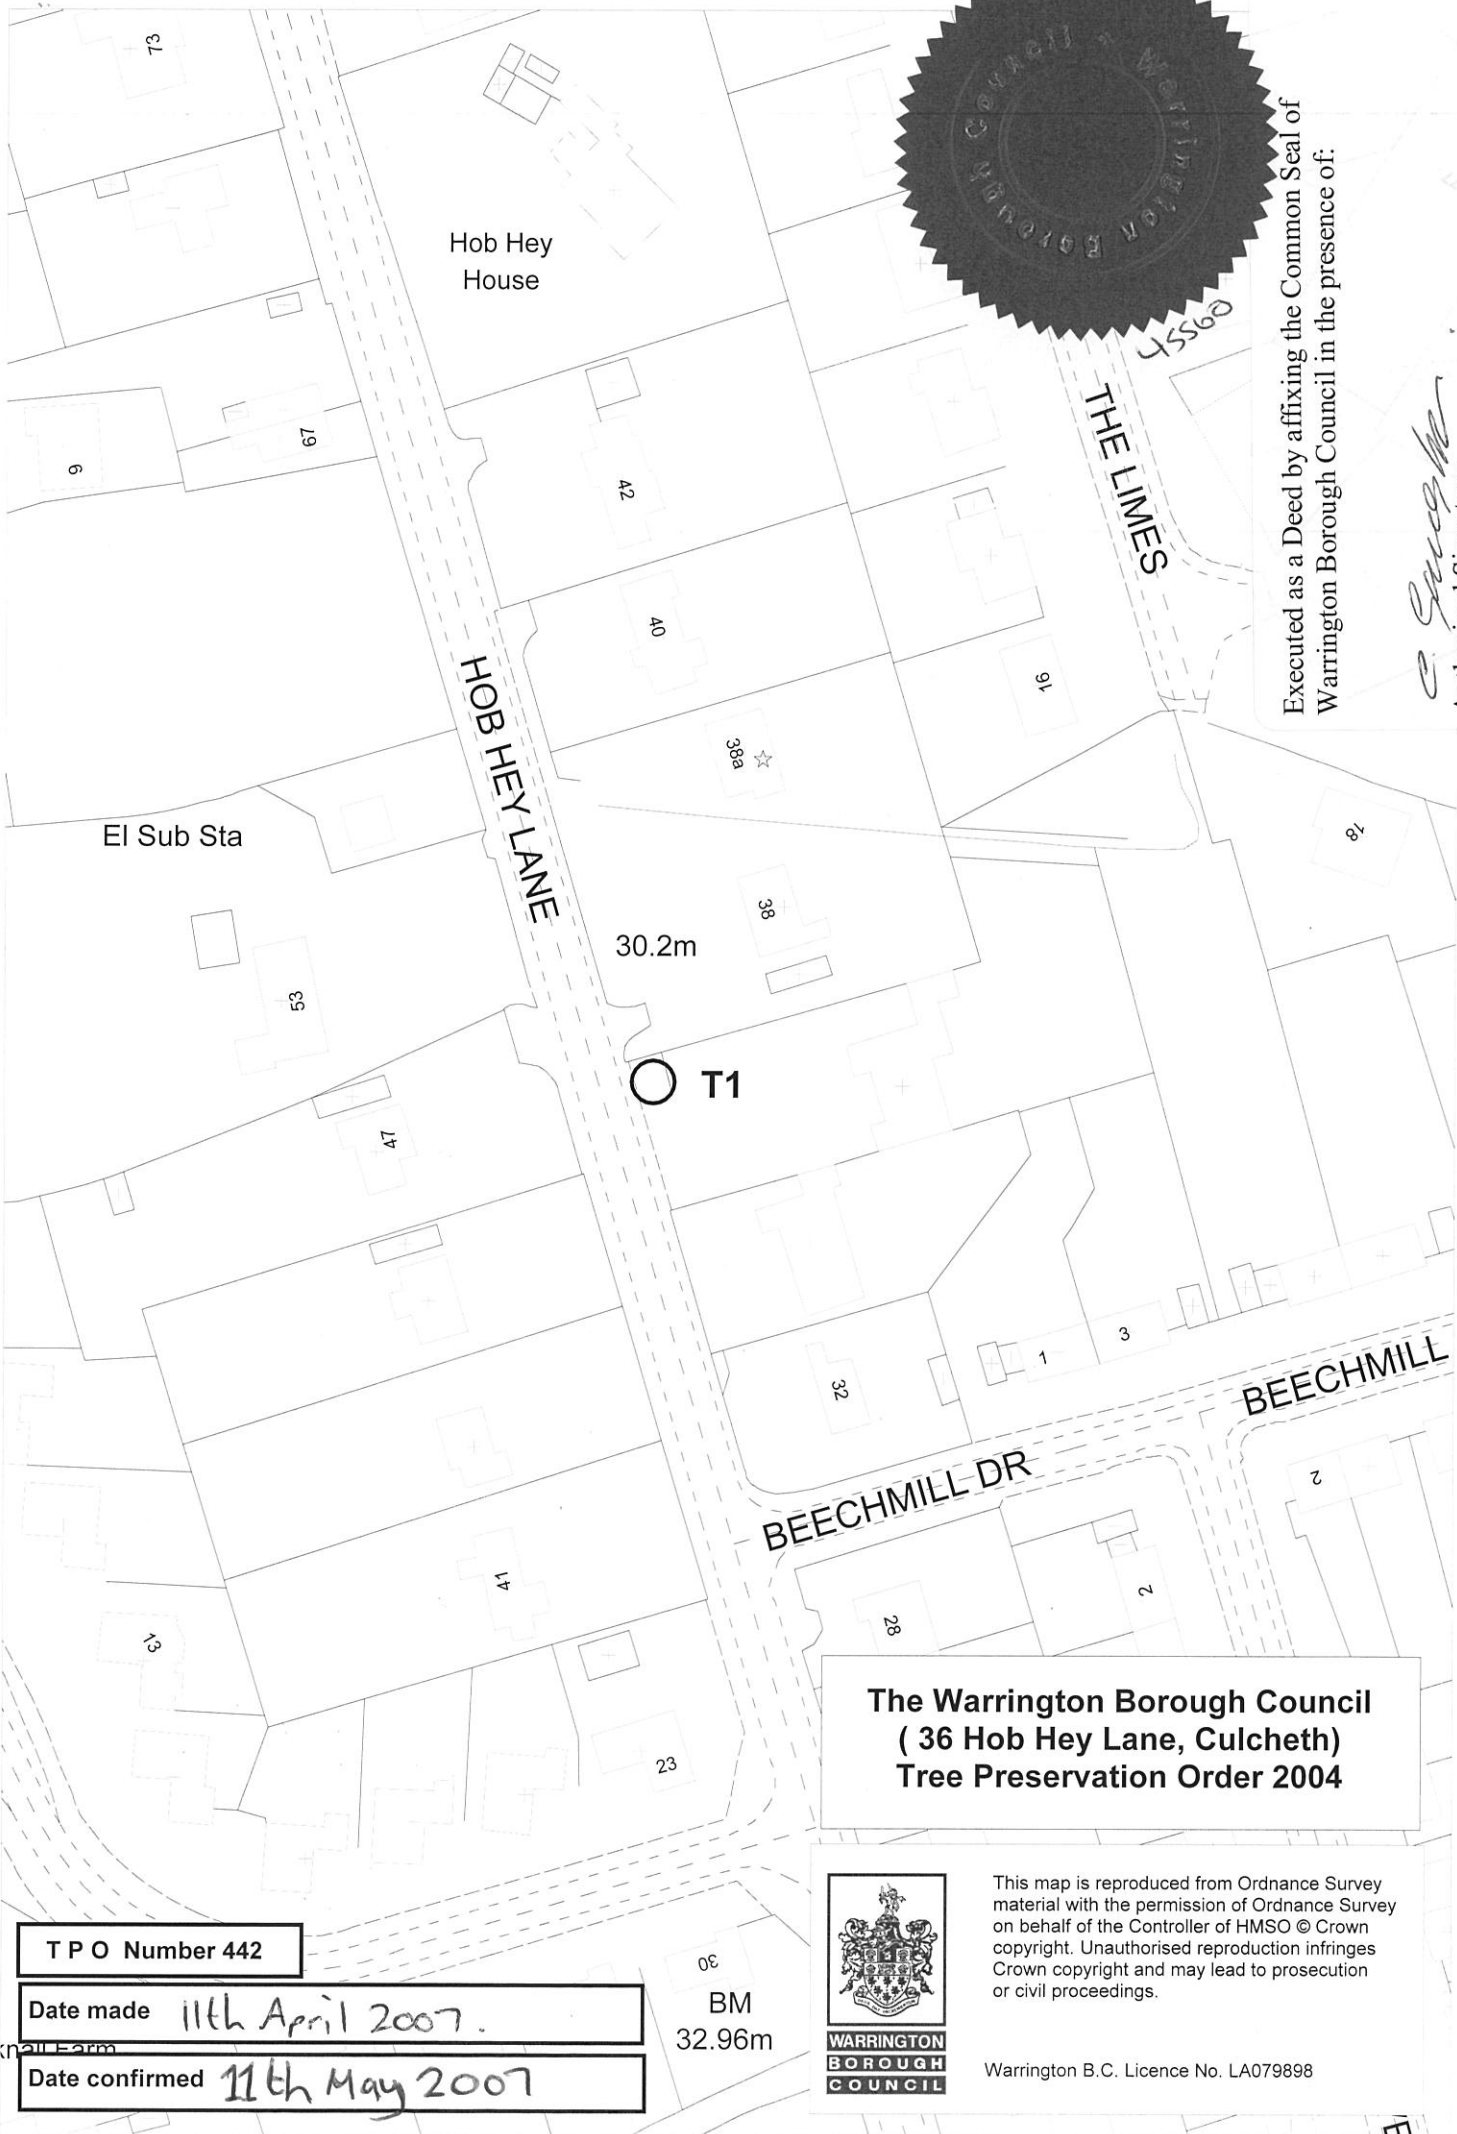 73
Borough Council * Warrington
Executed as a Deed by affixing the Common Seal of
Warrington Borough Council in the presence of:
45560
Hob Hey
House
67
9
42
THE LIMES
40
16
HOB HEY LANE
38a
El Sub Sta
18
38
30.2m
53
T1
47
3
1
32
BEECHMILL
BEECHMILL DR
2
41
2
28
13
The Warrington Borough Council
( 36 Hob Hey Lane, Culcheth)
Tree Preservation Order 2004
23
This map is reproduced from Ordnance Survey
material with the permission of Ordnance Survey
on behalf of the Controller of HMSO © Crown
copyright. Unauthorised reproduction infringes
Crown copyright and may lead to prosecution
or civil proceedings.
T P O Number 442
30
Date made 11th April 2007.
BM
32.96m
WARRINGTON
BOROUGH
COUNCIL
Date confirmed 11th May 2007
Warrington B.C. Licence No. LA079898